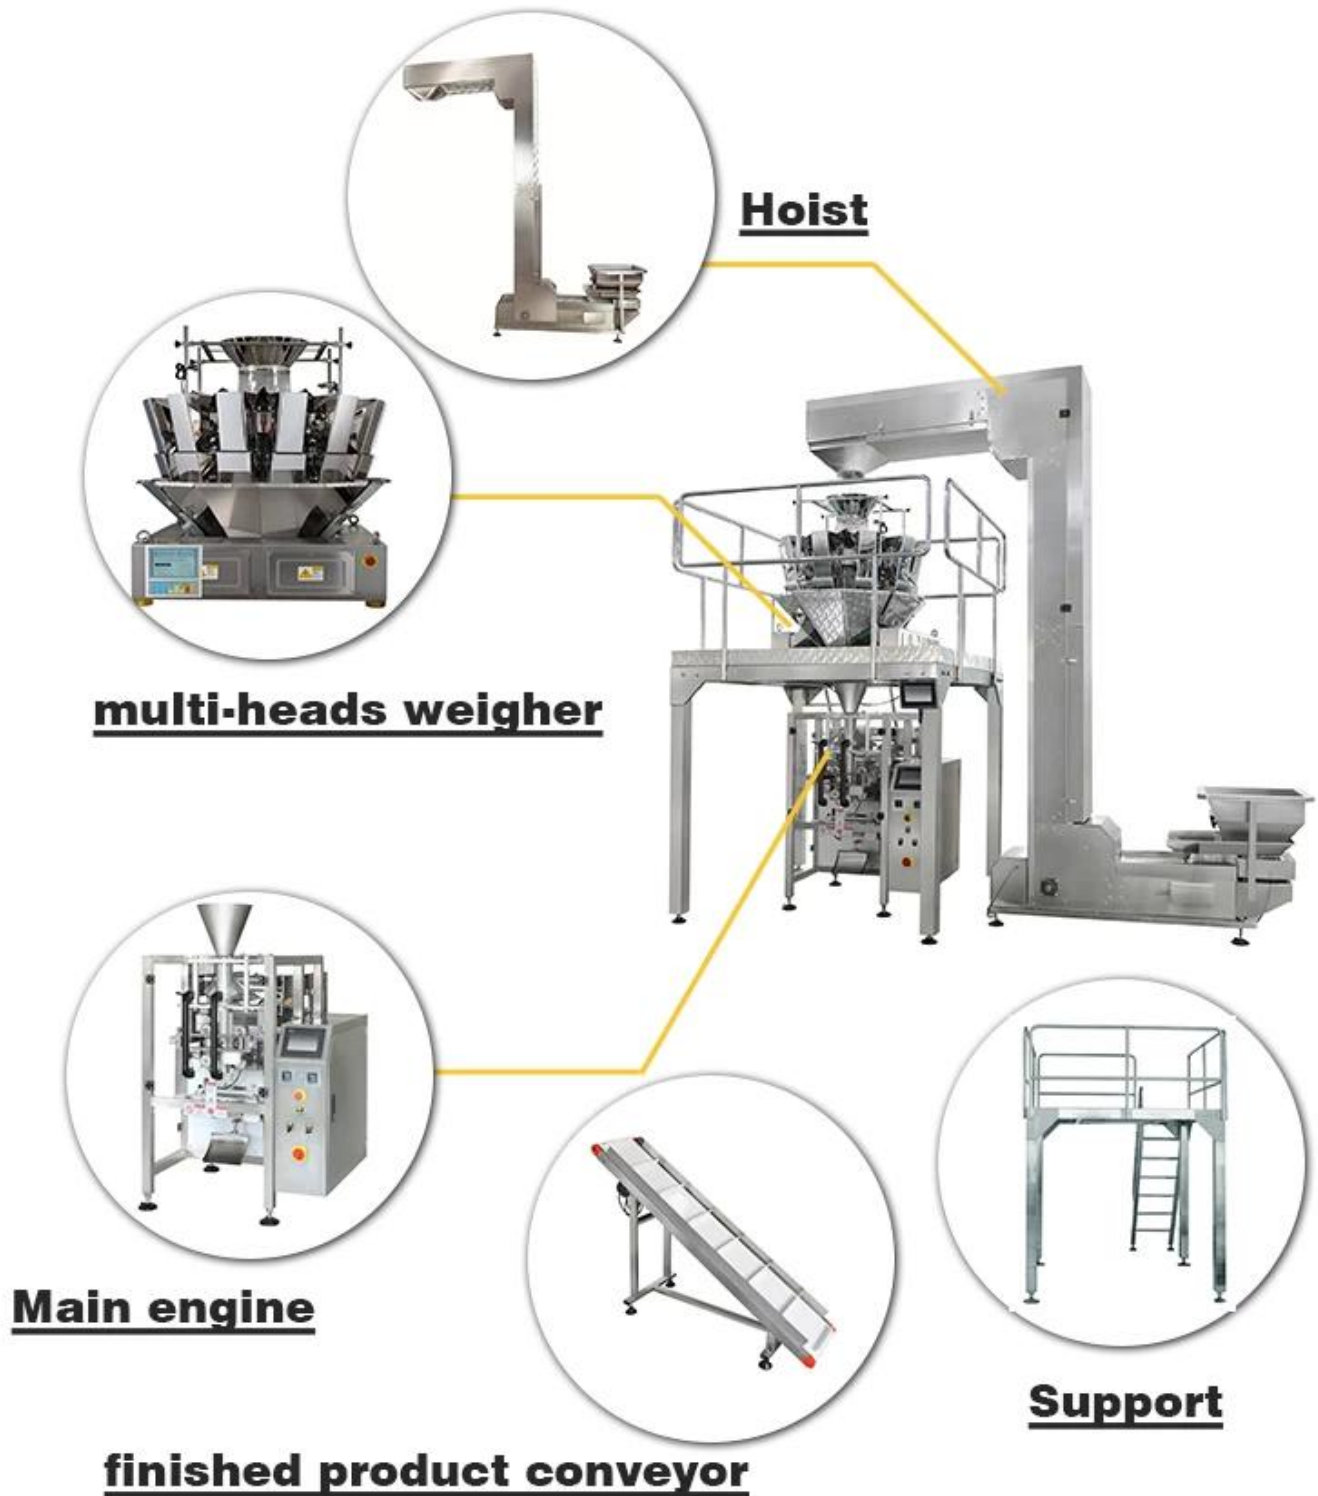 Hoist
multi-heads weigher
Main engine
Support
finished product conveyor